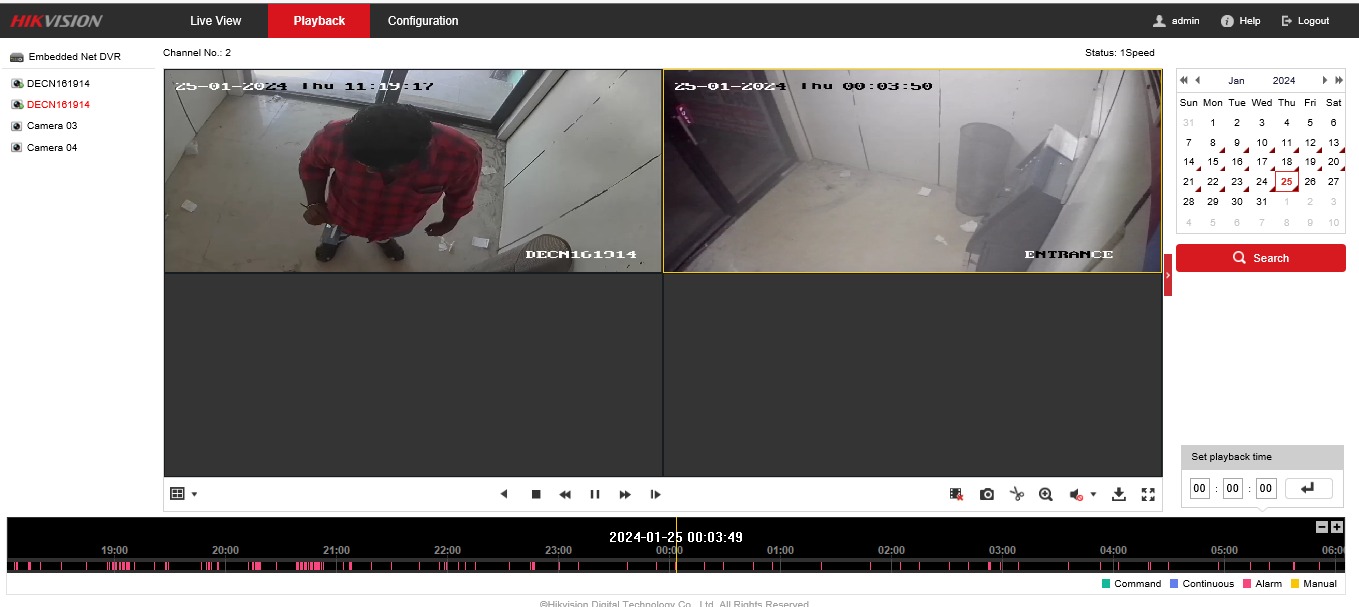 HIKVISION Live View Playback Configuration admin Help Logout
Embedded Net DVR
DECN161914
DECN161914
Camera 03
Camera 04
Channel No.: 2 Status: 1Speed
25-01-2024 Thu 11:19:17
DECN161914
25-01-2024 Thu 00:03:50
ENTRANCE
Jan 2024
Sun Mon Tue Wed Thu Fri Sat
31 1 2 3 4 5 6
7 8 9 10 11 12 13
14 15 16 17 18 19 20
21 22 23 24 25 26 27
28 29 30 31 1 2 3
4 5 6 7 8 9 10
Search
Set playback time
00 : 00 : 00
2024-01-25 00:03:49
19:00 20:00 21:00 22:00 23:00 00:00 01:00 02:00 03:00 04:00 05:00 06:00
Command Continuous Alarm Manual
©Hikvision Digital Technology Co., Ltd. All Rights Reserved.